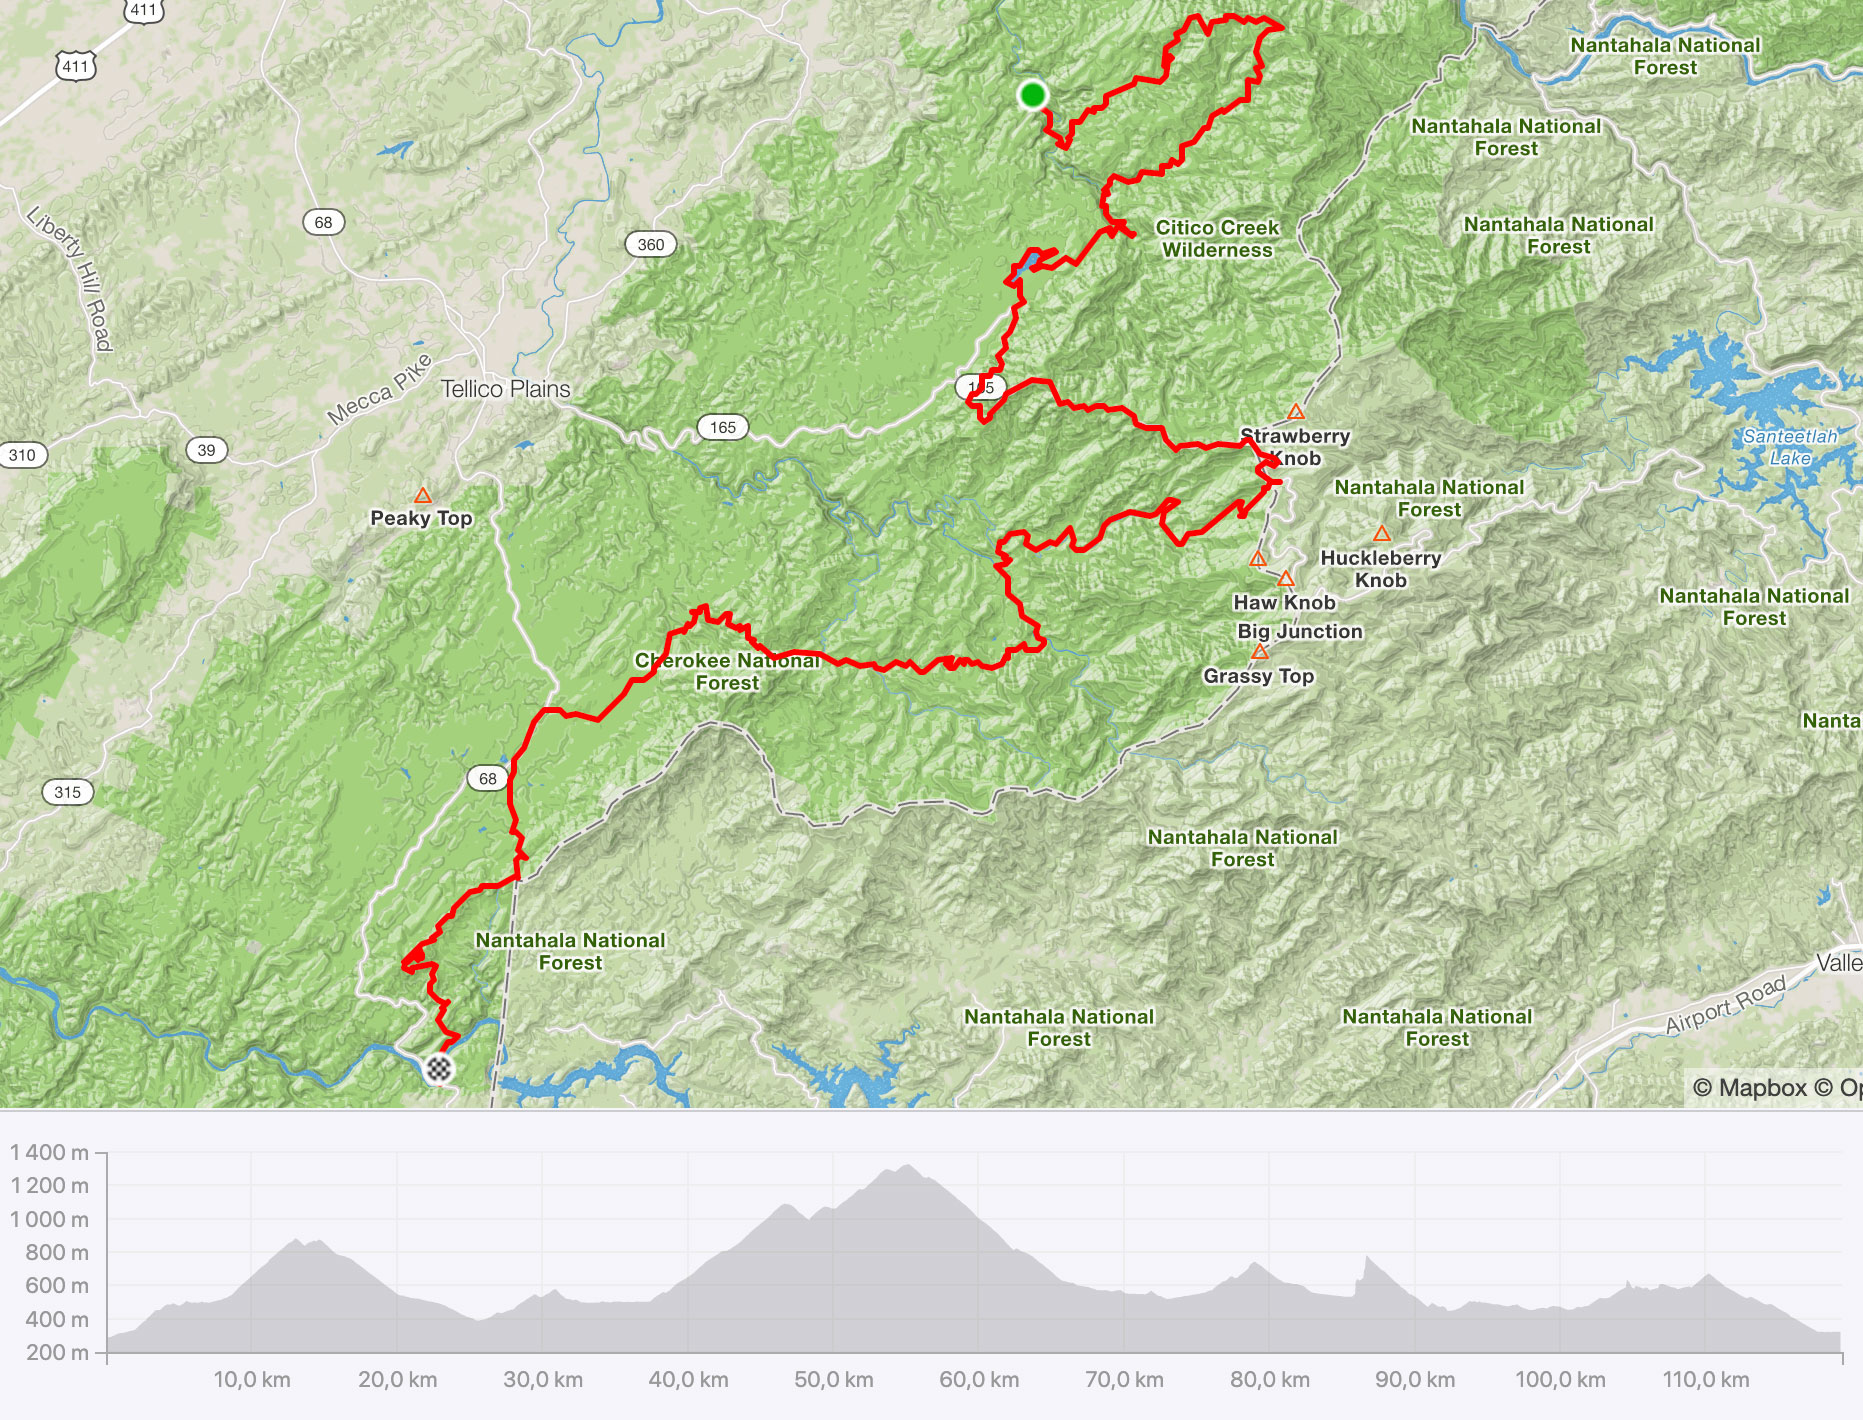 411
411
Nantahala National
Forest
Nantahala National
Forest
68
360
Liberty Hill Road
Citico Creek
Wilderness
Nantahala National
Forest
Mecca Pike
Tellico Plains
165
Strawberry
Knob
Santeetlah
Lake
310
39
Nantahala National
Forest
Peaky Top
Huckleberry
Knob
Haw Knob
Nantahala National
Forest
Big Junction
Cherokee National
Forest
Grassy Top
Nanta
68
315
Nantahala National
Forest
Nantahala National
Forest
Valle
Airport Road
Nantahala National
Forest
Nantahala National
Forest
© Mapbox © Op
1 400 m
1 200 m
1 000 m
800 m
600 m
400 m
200 m
10,0 km
20,0 km
30,0 km
40,0 km
50,0 km
60,0 km
70,0 km
80,0 km
90,0 km
100,0 km
110,0 km